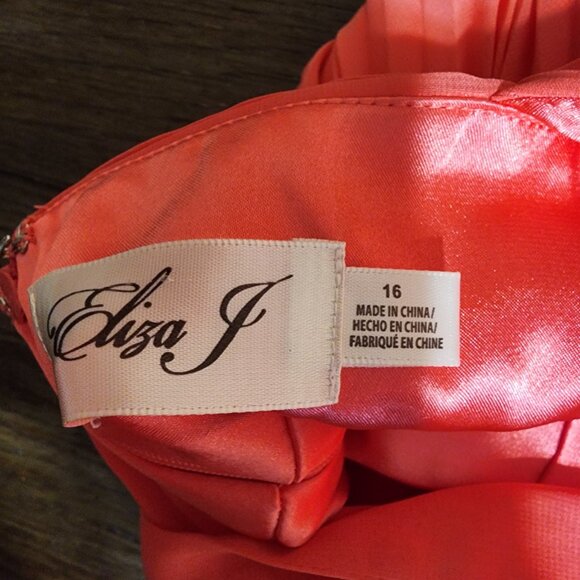 Eliza J
16
MADE IN CHINA/
HECHO EN CHINA/
FABRIQUÉ EN CHINE